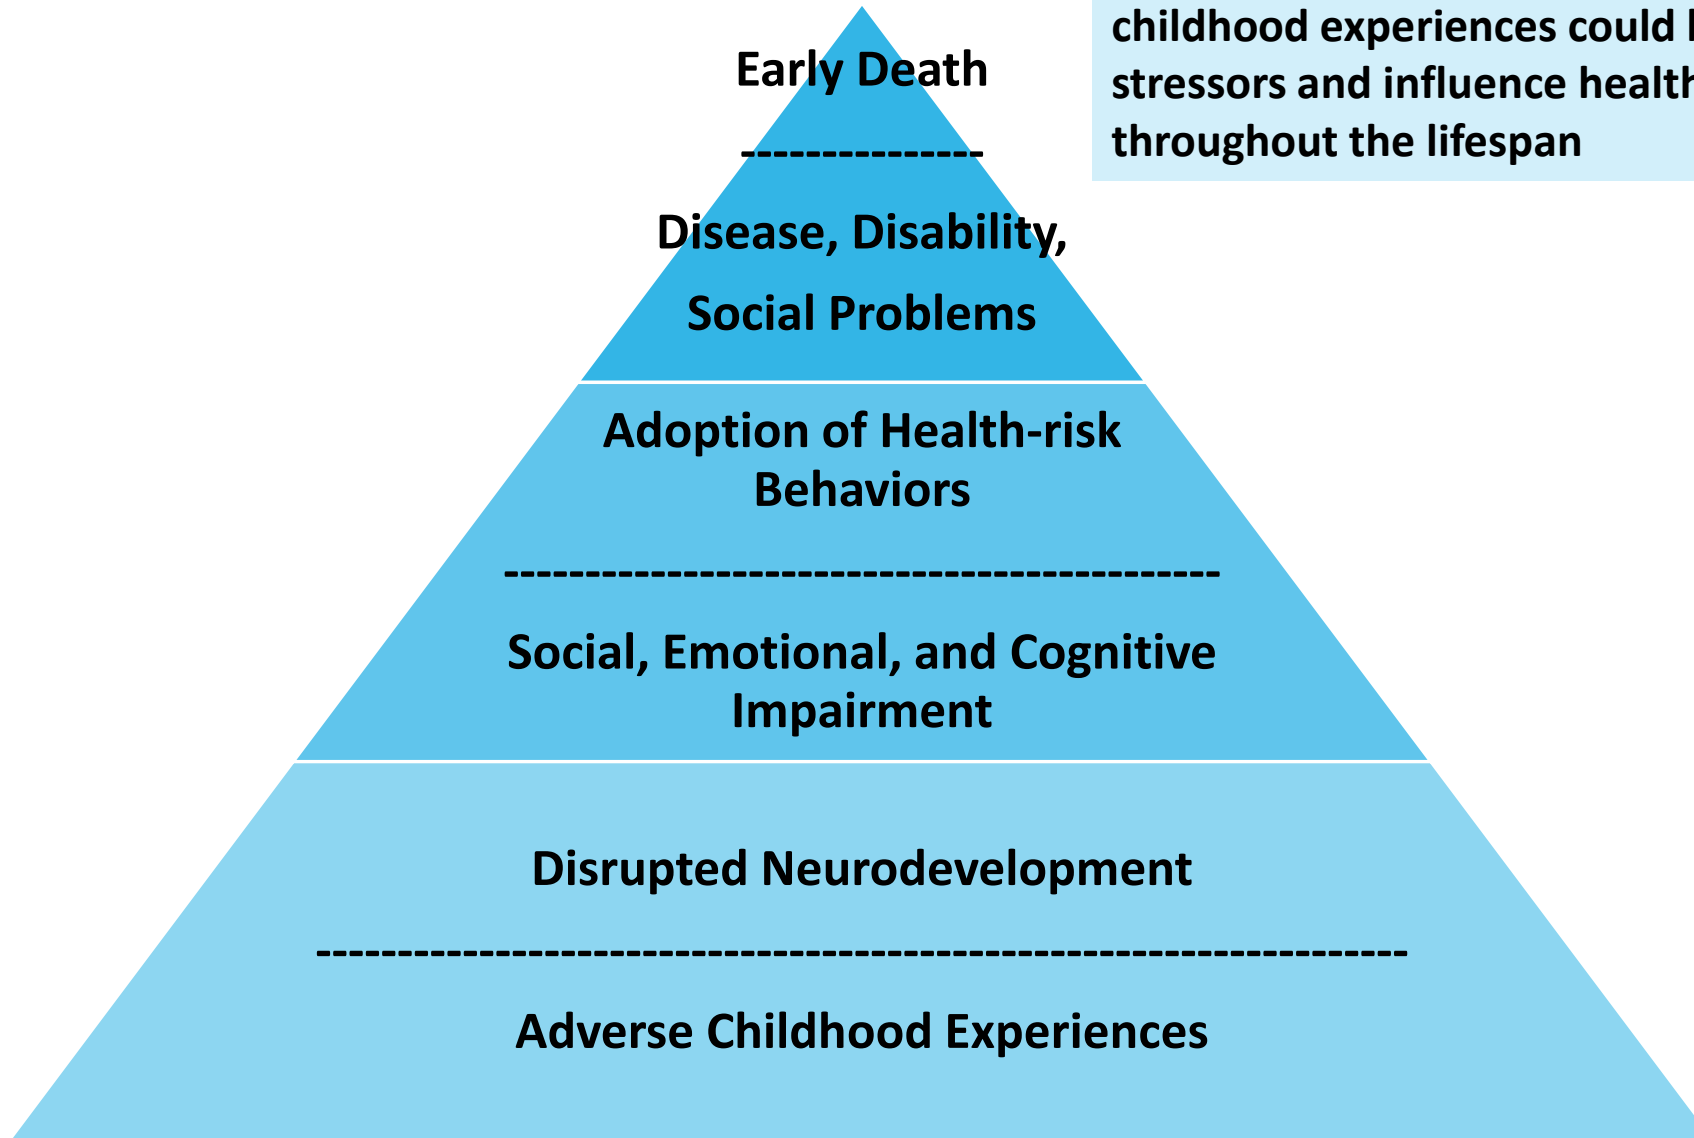 childhood experiences could
stressors and influence health
throughout the lifespan
Early Death
---------------
Disease, Disability,
Social Problems
Adoption of Health-risk
Behaviors
--------------------------------------------
Social, Emotional, and Cognitive
Impairment
Disrupted Neurodevelopment
-------------------------------------------------------------------
Adverse Childhood Experiences